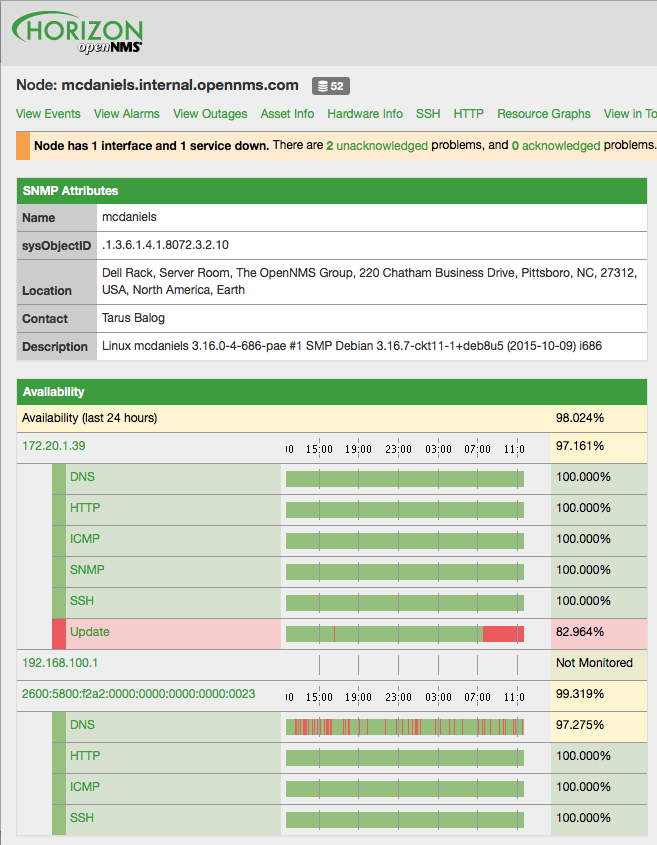 HORIZON
openNMS
Node: mcdaniels.internal.opennms.com 52
View Events View Alarms View Outages Asset Info Hardware Info SSH HTTP Resource Graphs View in To
Node has 1 interface and 1 service down. There are 2 unacknowledged problems, and 0 acknowledged problems.
SNMP Attributes
Name mcdaniels
sysObjectID .1.3.6.1.4.1.8072.3.2.10
Location Dell Rack, Server Room, The OpenNMS Group, 220 Chatham Business Drive, Pittsboro, NC, 27312,
USA, North America, Earth
Contact Tarus Balog
Description Linux mcdaniels 3.16.0-4-686-pae #1 SMP Debian 3.16.7-ckt11-1+deb8u5 (2015-10-09) i686
Availability
Availability (last 24 hours) 98.024%
172.20.1.39 :0 15:00 19:00 23:00 03:00 07:00 11:0 97.161%
DNS 100.000%
HTTP 100.000%
ICMP 100.000%
SNMP 100.000%
SSH 100.000%
Update 82.964%
192.168.100.1 Not Monitored
2600:5800:f2a2:0000:0000:0000:0000:0023 :0 15:00 19:00 23:00 03:00 07:00 11:0 99.319%
DNS 97.275%
HTTP 100.000%
ICMP 100.000%
SSH 100.000%